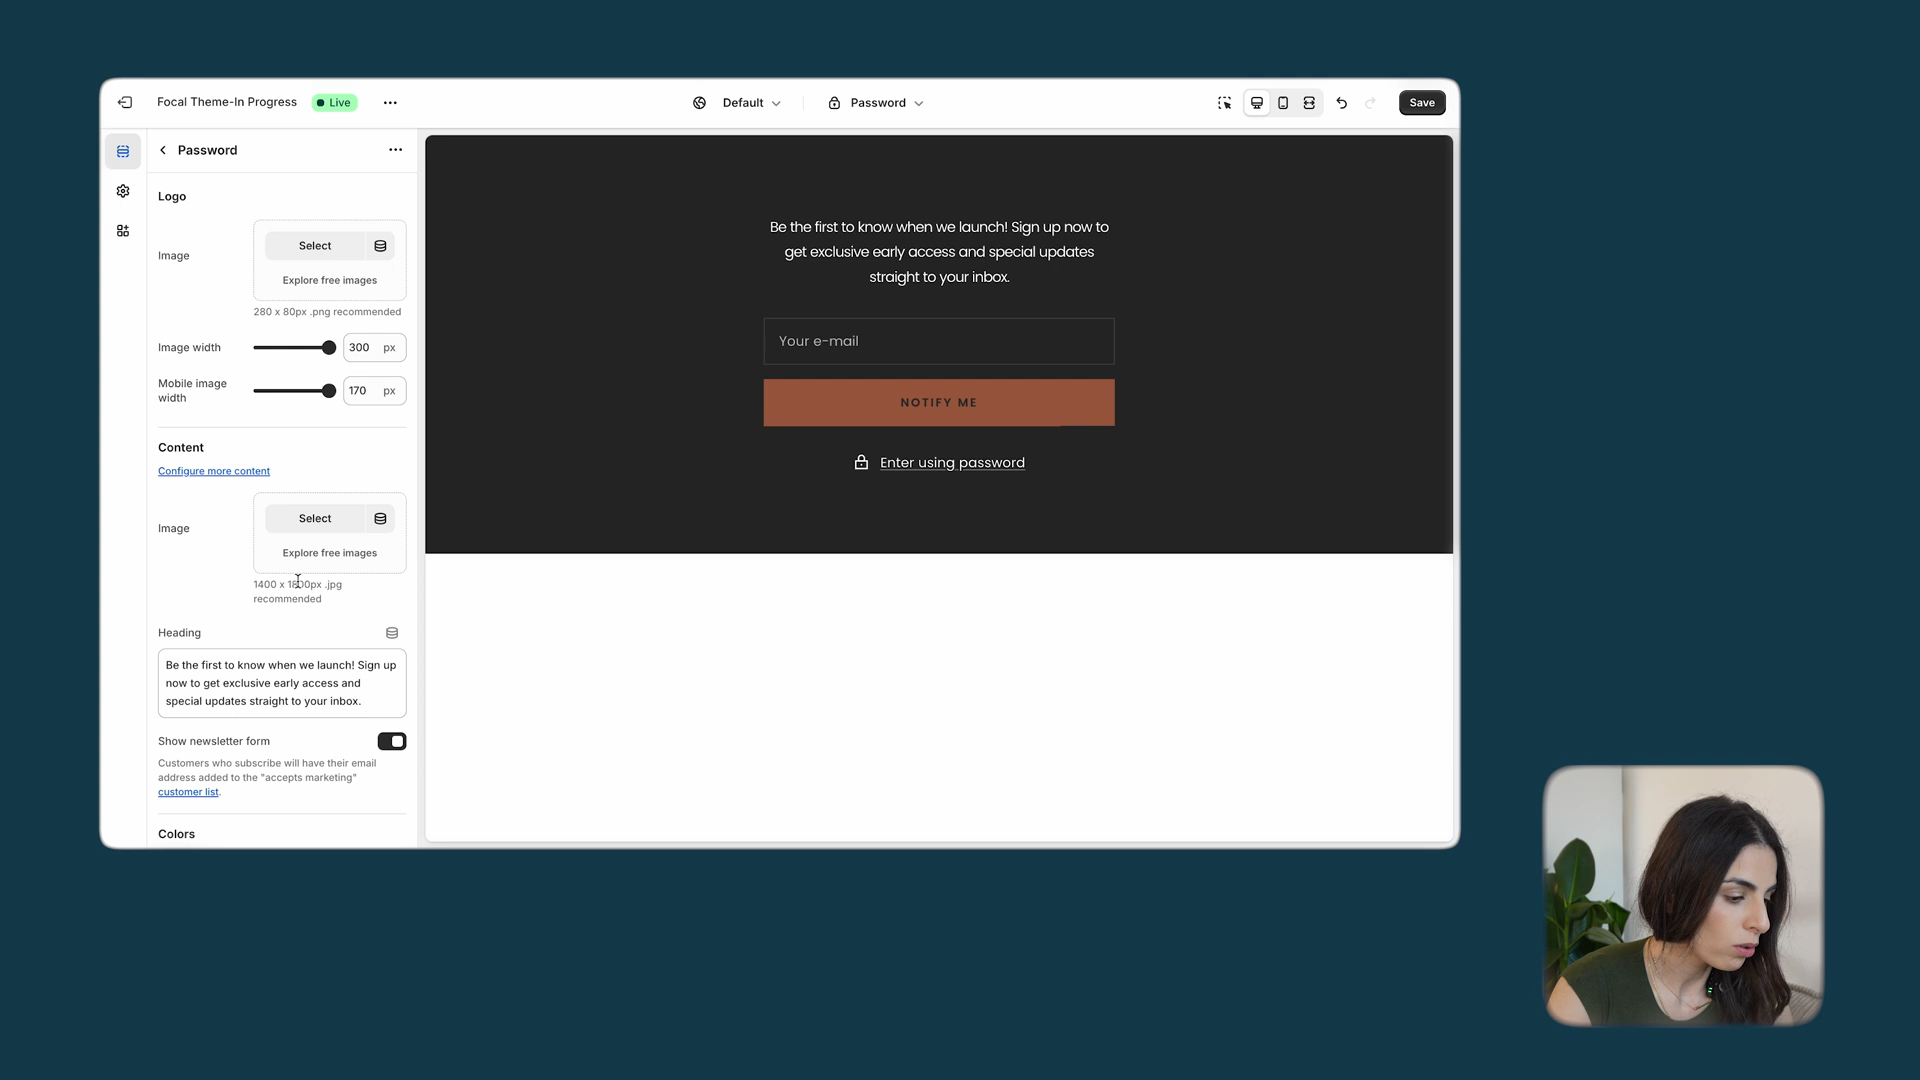 Focal Theme-In Progress
Live
Default
Password
Save
Password
Logo
Image
Select
Explore free images
280 x 80px .png recommended
Image width
300 px
Mobile image
width
170 px
Content
Configure more content
Image
Select
Explore free images
1400 x 1800px .jpg
recommended
Heading
Be the first to know when we launch! Sign up
now to get exclusive early access and
special updates straight to your inbox.
Show newsletter form
Customers who subscribe will have their email
address added to the "accepts marketing"
customer list.
Colors
Be the first to know when we launch! Sign up now to
get exclusive early access and special updates
straight to your inbox.
Your e-mail
NOTIFY ME
Enter using password